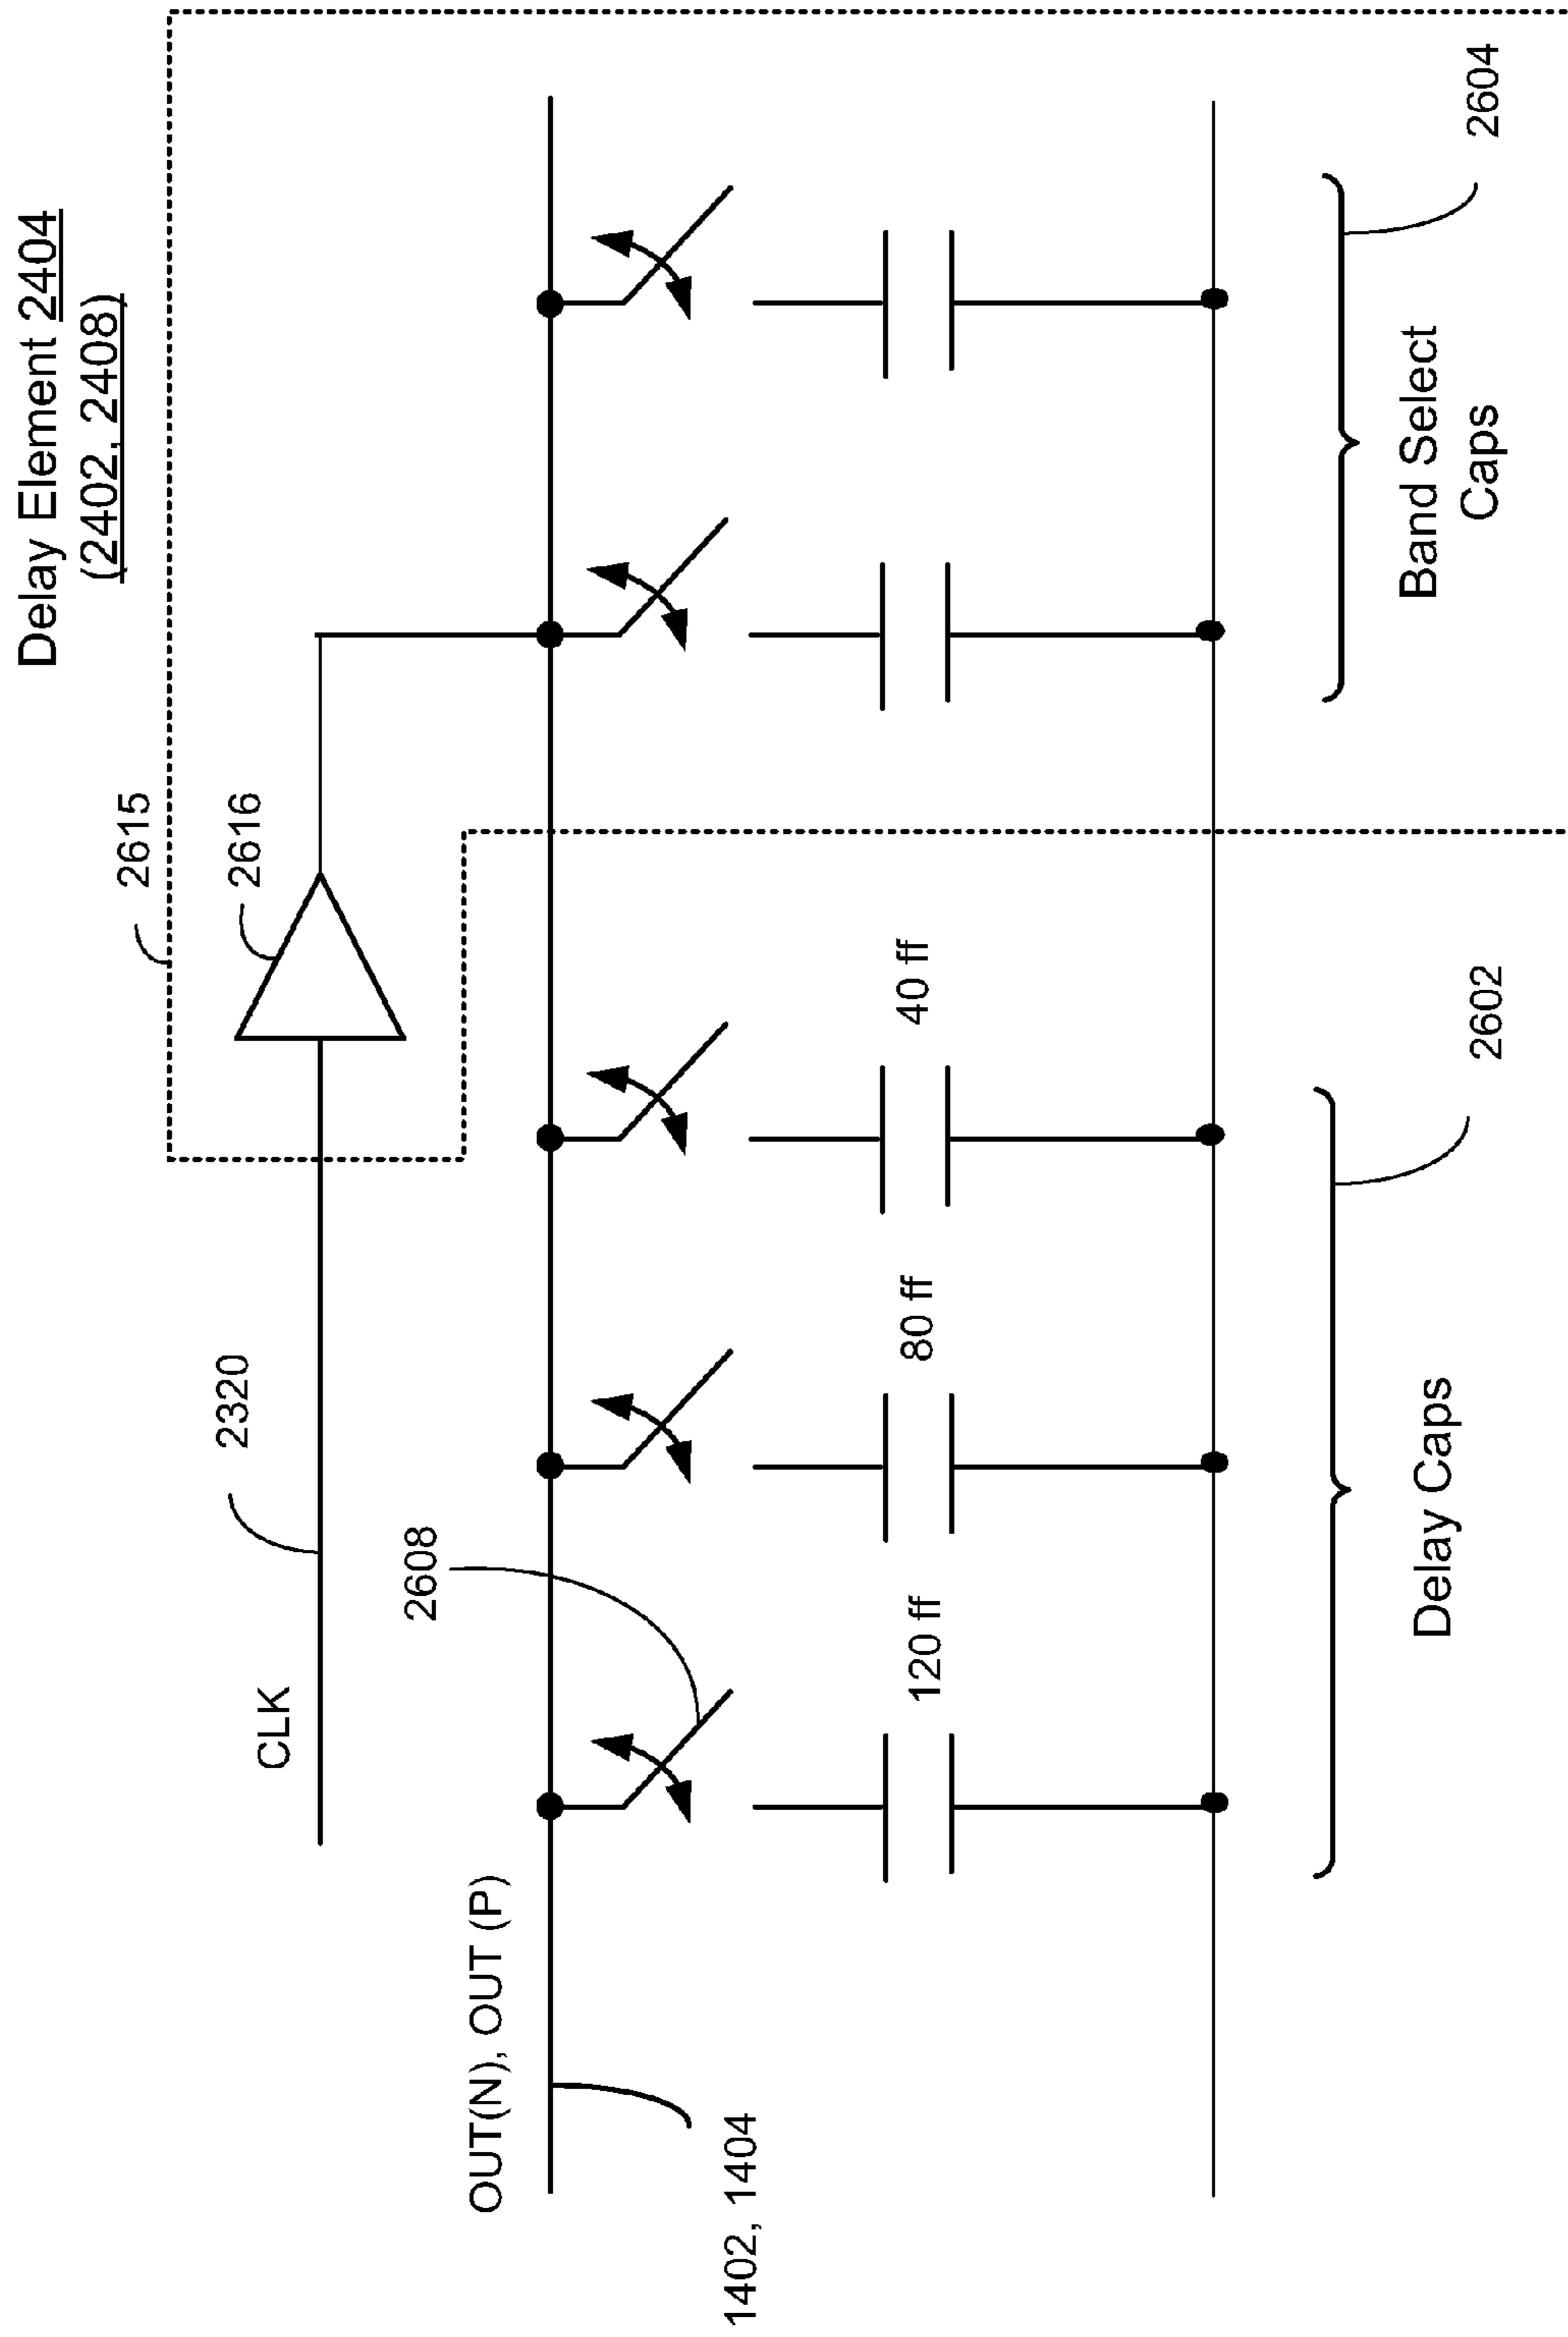 Delay Element 2404
(2402, 2408)
2615
2616
2320
CLK
OUT(N), OUT (P)
2608
1402, 1404
120 ff
80 ff
40 ff
Delay Caps
2602
Band Select
Caps
2604